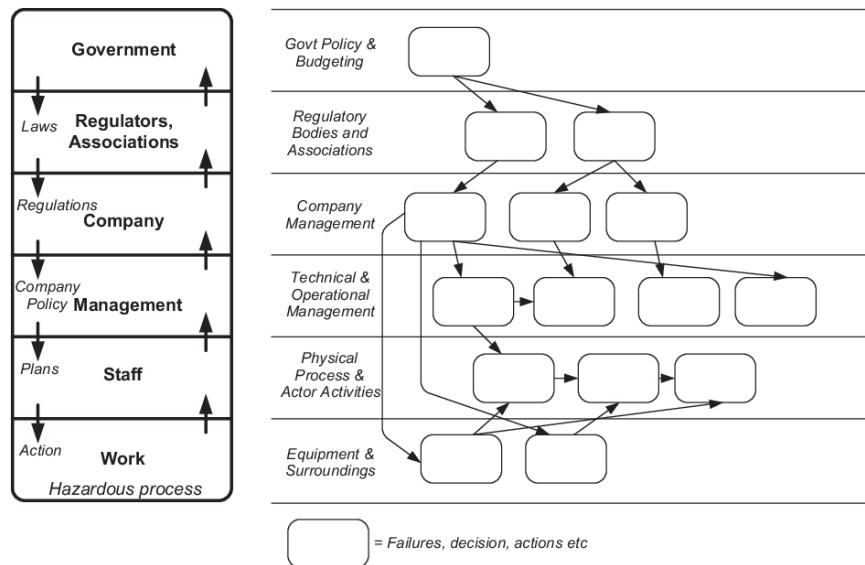 Government
Laws
Regulators,
Associations
Regulations
Company
Company
Policy
Management
Plans
Staff
Action
Work
Hazardous process
Govt Policy &
Budgeting
Regulatory
Bodies and
Associations
Company
Management
Technical &
Operational
Management
Physical
Process &
Actor Activities
Equipment &
Surroundings
= Failures, decision, actions etc